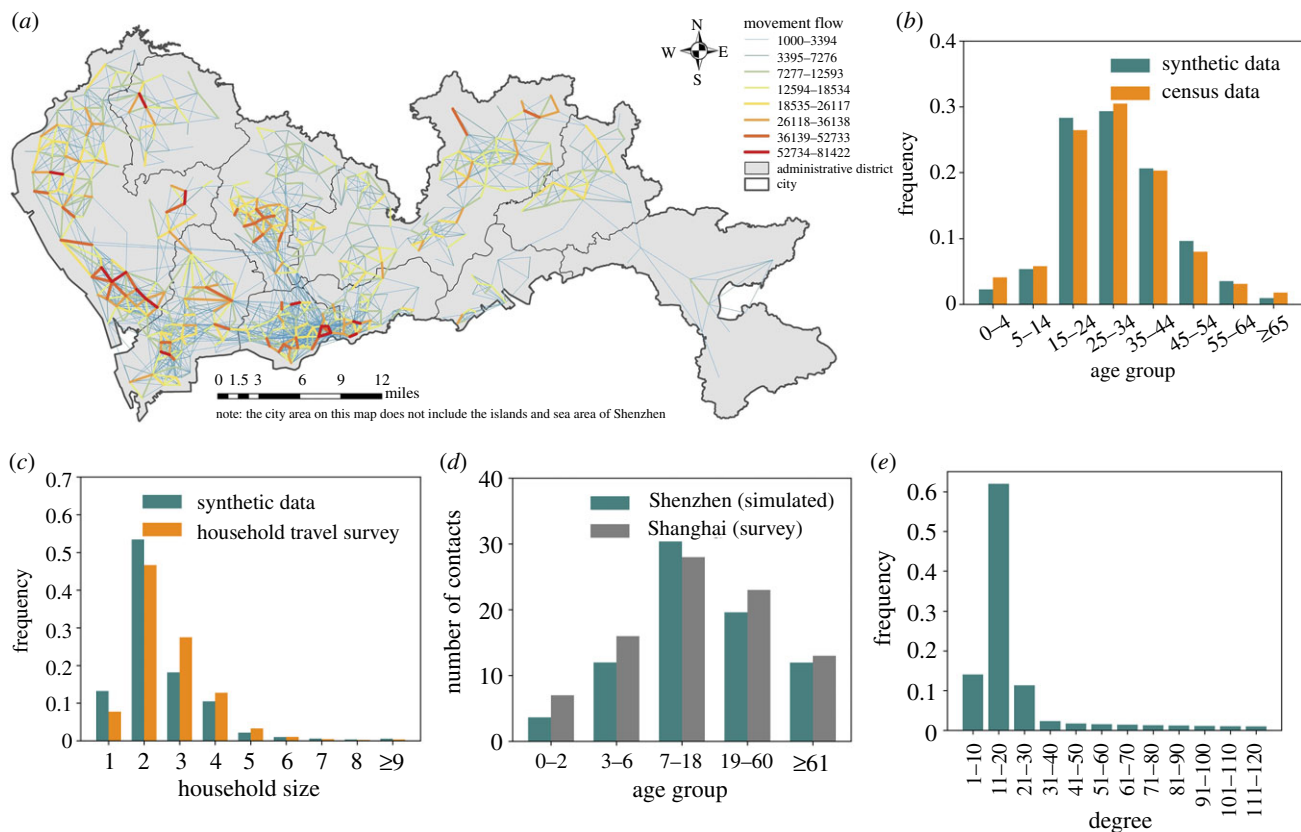 (a)
movement flow
1000–3394
3395–7276
7277–12593
12594–18534
18535–26117
26118–36138
36139–52733
52734–81422
administrative district
city
N
W E
S
0 1.5 3 6 9 12
miles
note: the city area on this map does not include the islands and sea area of Shenzhen
(b)
0.4
0.3
0.2
0.1
0
frequency
synthetic data
census data
0–4 5–14 15–24 25–34 35–44 45–54 55–64 ≥65
age group
(c)
0.7
0.6
0.5
0.4
0.3
0.2
0.1
0
frequency
synthetic data
household travel survey
1 2 3 4 5 6 7 8 ≥9
household size
(d)
40
30
20
10
0
number of contacts
Shenzhen (simulated)
Shanghai (survey)
0–2 3–6 7–18 19–60 ≥61
age group
(e)
0.6
0.5
0.4
0.3
0.2
0.1
0
frequency
1–10 11–20 21–30 31–40 41–50 51–60 61–70 71–80 81–90 91–100 101–110 111–120
degree